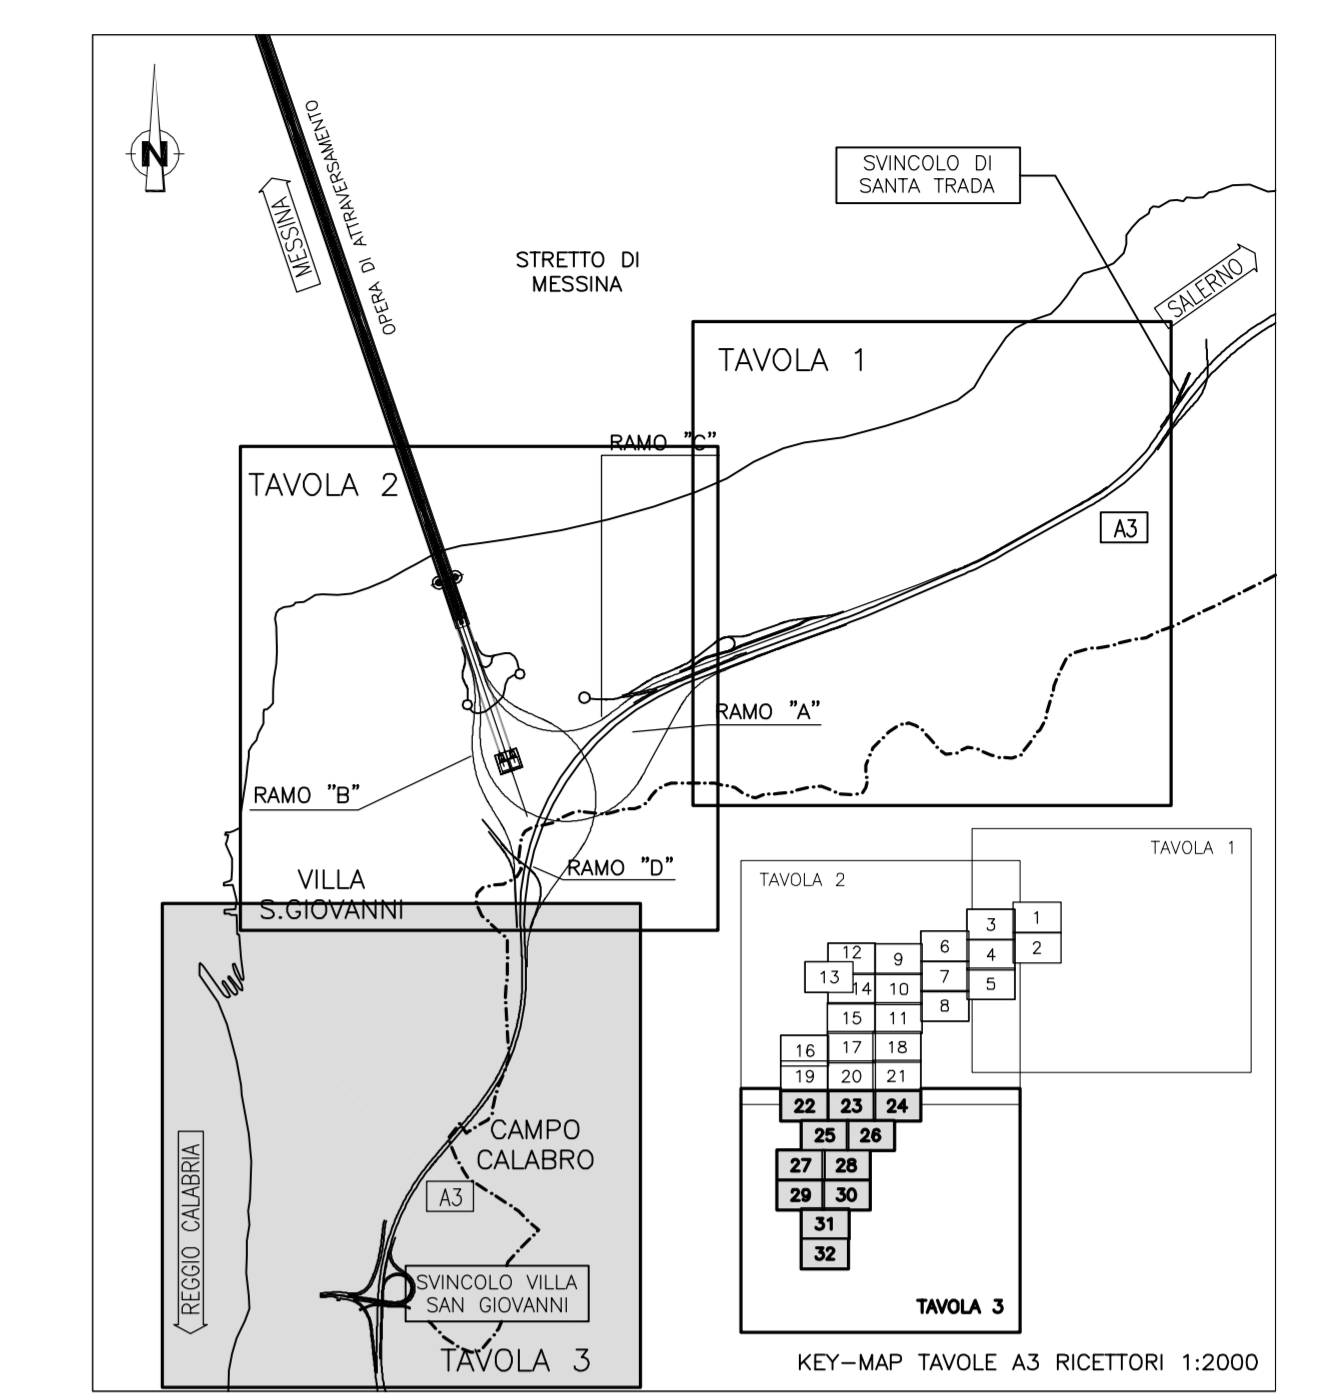 N
MESSINA
OPERA DI ATTRAVERSAMENTO
STRETTO DI
MESSINA
SVINCOLO DI
SANTA TRADA
SALERNO
TAVOLA 1
RAMO "C"
TAVOLA 2
A3
RAMO "A"
RAMO "B"
RAMO "D"
VILLA
S.GIOVANNI
CAMPO
CALABRO
A3
REGGIO CALABRIA
SVINCOLO VILLA
SAN GIOVANNI
TAVOLA 3
TAVOLA 1
TAVOLA 2
1
3
2
6
4
12
9
13
7
5
14
10
8
15
11
16
17
18
19
20
21
22
23
24
25
26
27
28
29
30
31
32
TAVOLA 3
KEY-MAP TAVOLE A3 RICETTORI 1:2000